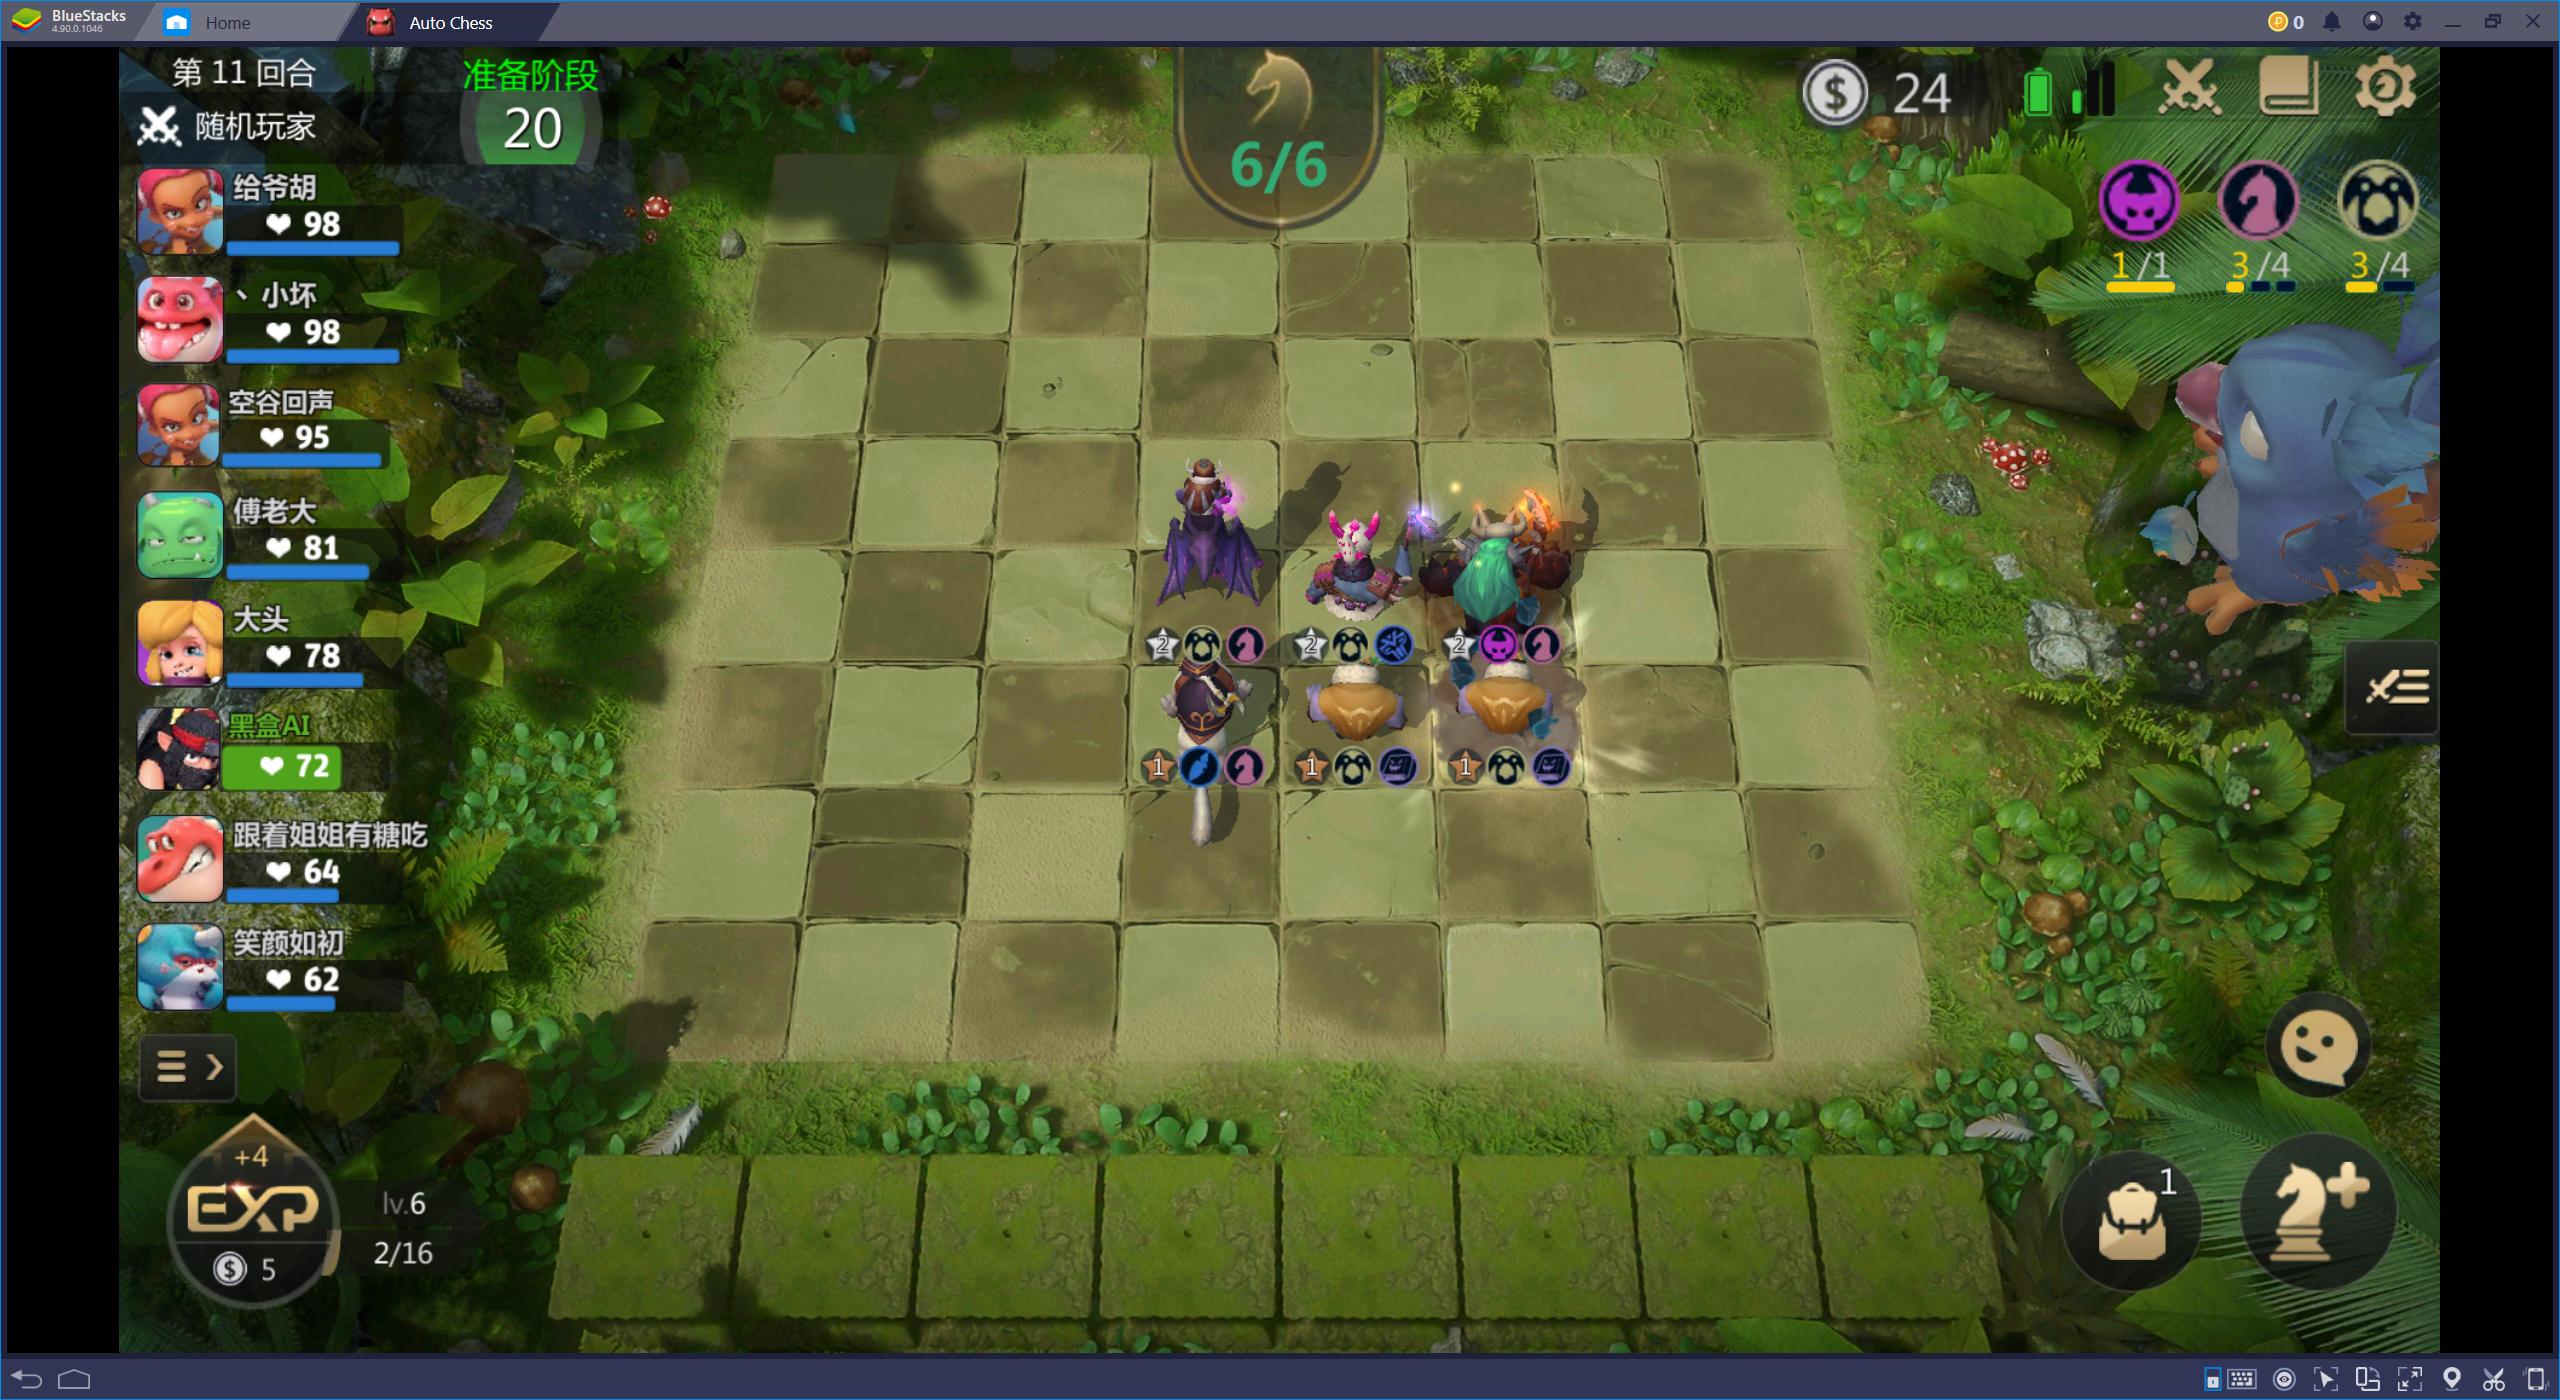 BlueStacks
4.90.0.1046
Home
Auto Chess
0
第 11 回合
准备阶段
随机玩家
20
6/6
24
1/1
3/4
3/4
给爷胡
98
丶小坏
98
空谷回声
95
傅老大
81
大头
78
黑盒AI
72
跟着姐姐有糖吃
64
笑颜如初
62
2
2
2
1
1
1
+4
EXP
5
lv.6
2/16
1